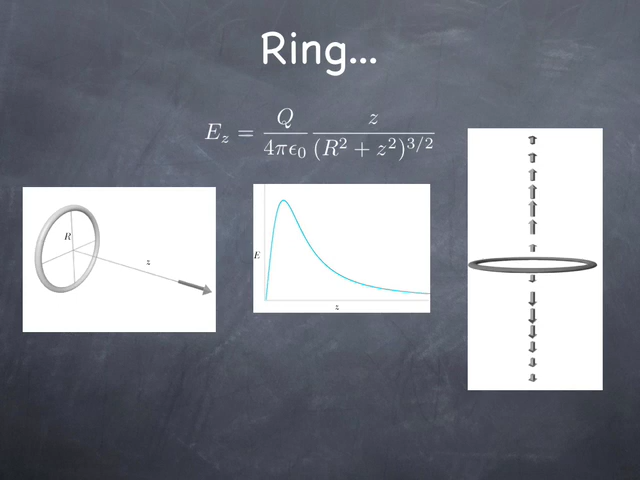 Ring...
E_z = \frac{Q}{4\pi\epsilon_0} \frac{z}{(R^2 + z^2)^{3/2}}
R
z
E
z